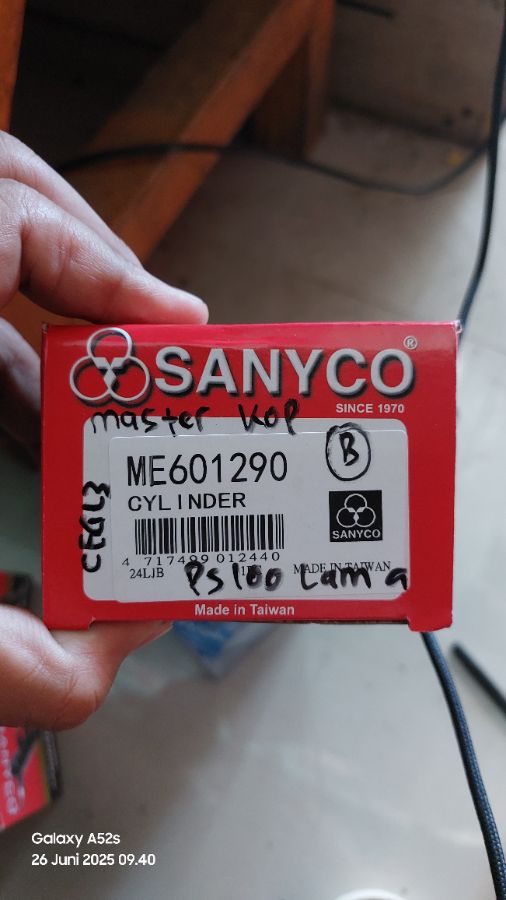 SANYCO®
SINCE 1970
master kop
ME601290
B
CYLINDER
SANYCO
4 717499 012440
24LJB
MADE IN TAIWAN
Ps100 Lama
Made in Taiwan
Galaxy A52s
26 Juni 2025 09.40